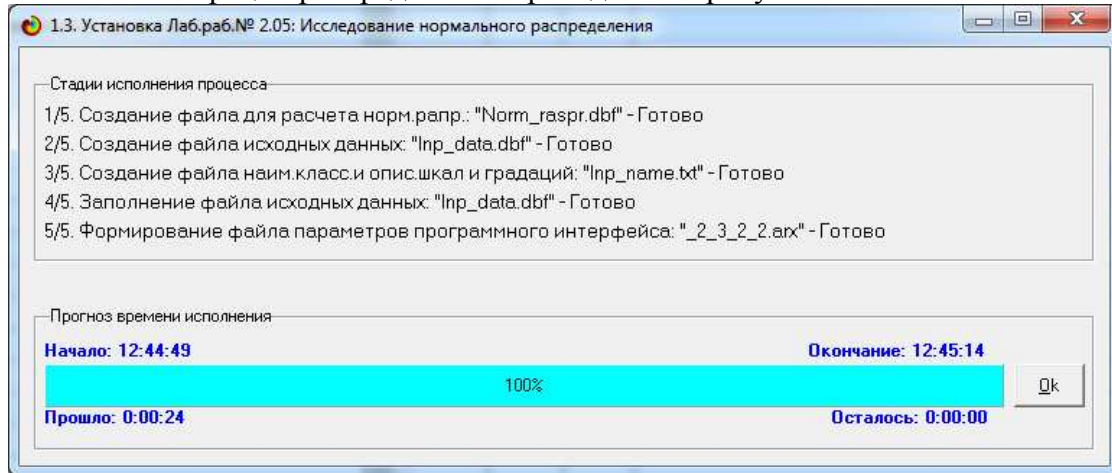 1.3. Установка Лаб.раб.№ 2.05: Исследование нормального распределения
Стадии исполнения процесса
1/5. Создание файла для расчета норм.рапр.: "Norm_raspr.dbf" - Готово
2/5. Создание файла исходных данных: "Inp_data.dbf" - Готово
3/5. Создание файла наим.класс.и опис.шкал и градаций: "Inp_name.txt" - Готово
4/5. Заполнение файла исходных данных: "Inp_data.dbf" - Готово
5/5. Формирование файла параметров программного интерфейса: "_2_3_2_2.arx" - Готово
Прогноз времени исполнения
Начало: 12:44:49 Окончание: 12:45:14
100% Ok
Прошло: 0:00:24 Осталось: 0:00:00